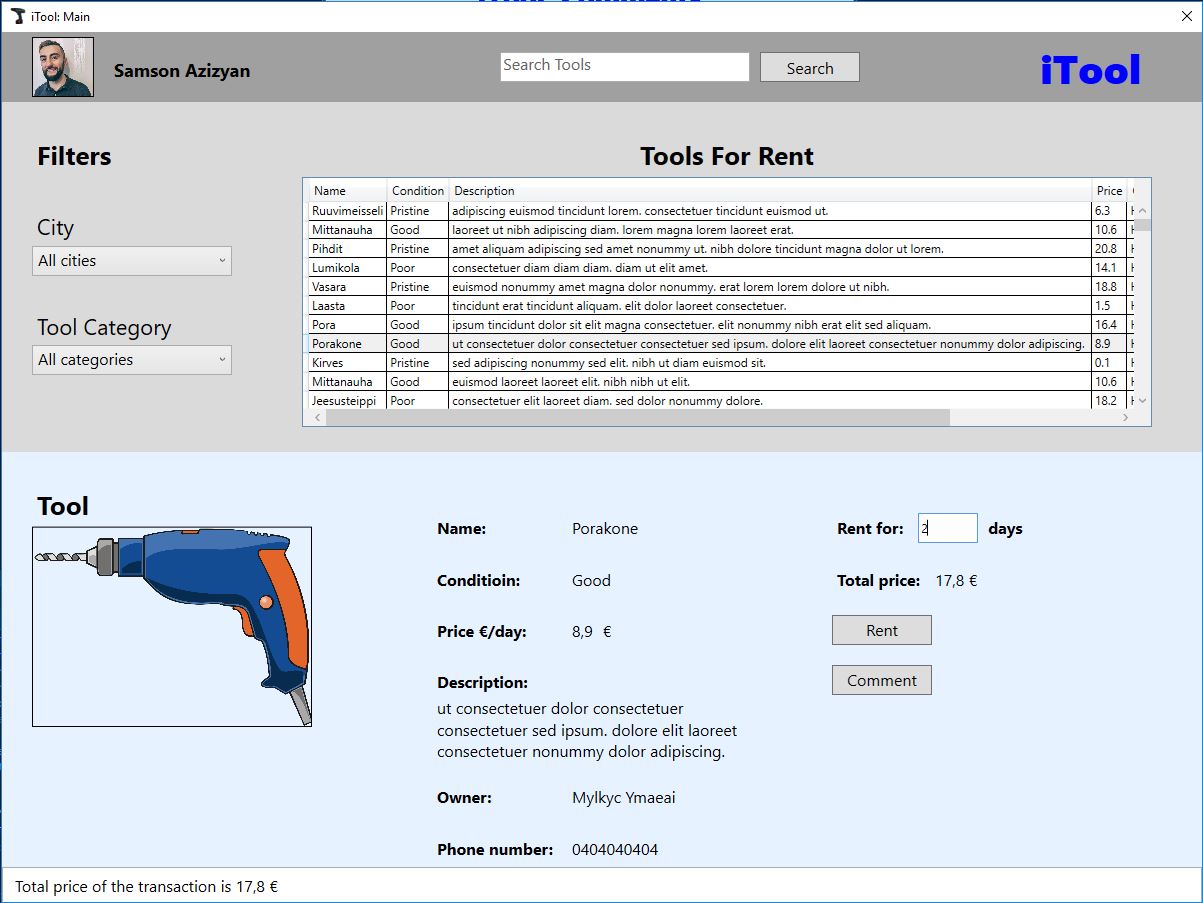 iTool: Main
Samson Azizyan
Search Tools
Search
iTool
Filters
City
All cities
Tool Category
All categories
Tools For Rent
Name Condition Description Price
Ruuvimeisseli Pristine adipiscing euismod tincidunt lorem. consectetuer tincidunt euismod ut. 6.3
Mittanauha Good laoreet ut nibh adipiscing diam. lorem magna lorem laoreet erat. 10.6
Pihdit Pristine amet aliquam adipiscing sed amet nonummy ut. nibh dolore tincidunt magna dolor ut lorem. 20.8
Lumikola Poor consectetuer diam diam diam. diam ut elit amet. 14.1
Vasara Pristine euismod nonummy amet magna dolor nonummy. erat lorem lorem dolore ut nibh. 18.8
Laasta Poor tincidunt erat tincidunt aliquam. elit dolor laoreet consectetuer. 1.5
Pora Good ipsum tincidunt dolor sit elit magna consectetuer. elit nonummy nibh erat elit sed aliquam. 16.4
Porakone Good ut consectetuer dolor consectetuer consectetuer sed ipsum. dolore elit laoreet consectetuer nonummy dolor adipiscing. 8.9
Kirves Pristine sed adipiscing nonummy sed elit. nibh ut diam euismod sit. 0.1
Mittanauha Good euismod laoreet laoreet elit. nibh nibh ut elit. 10.6
Jeesusteippi Poor consectetuer elit laoreet diam. sed dolor nonummy dolore. 18.2
Tool
Name: Porakone
Conditioin: Good
Price €/day: 8,9 €
Description:
ut consectetuer dolor consectetuer
consectetuer sed ipsum. dolore elit laoreet
consectetuer nonummy dolor adipiscing.
Owner: Mylkyc Ymaeai
Phone number: 0404040404
Rent for: 2 days
Total price: 17,8 €
Rent
Comment
Total price of the transaction is 17,8 €